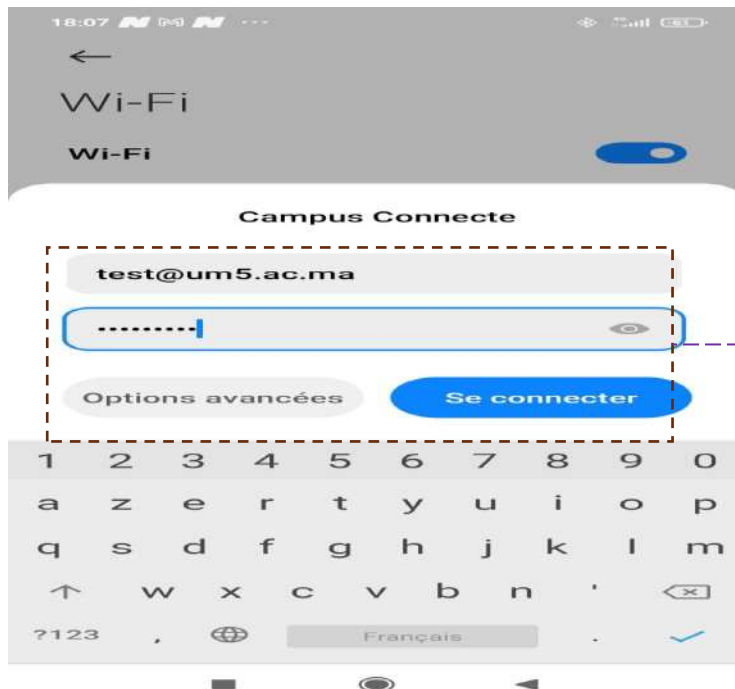 18:07
Wi-Fi
Wi-Fi
Campus Connecte
test@um5.ac.ma
Options avancées Se connecter
1 2 3 4 5 6 7 8 9 0
a z e r t y u i o p
q s d f g h j k l m
w x c v b n '
?123 , Français .